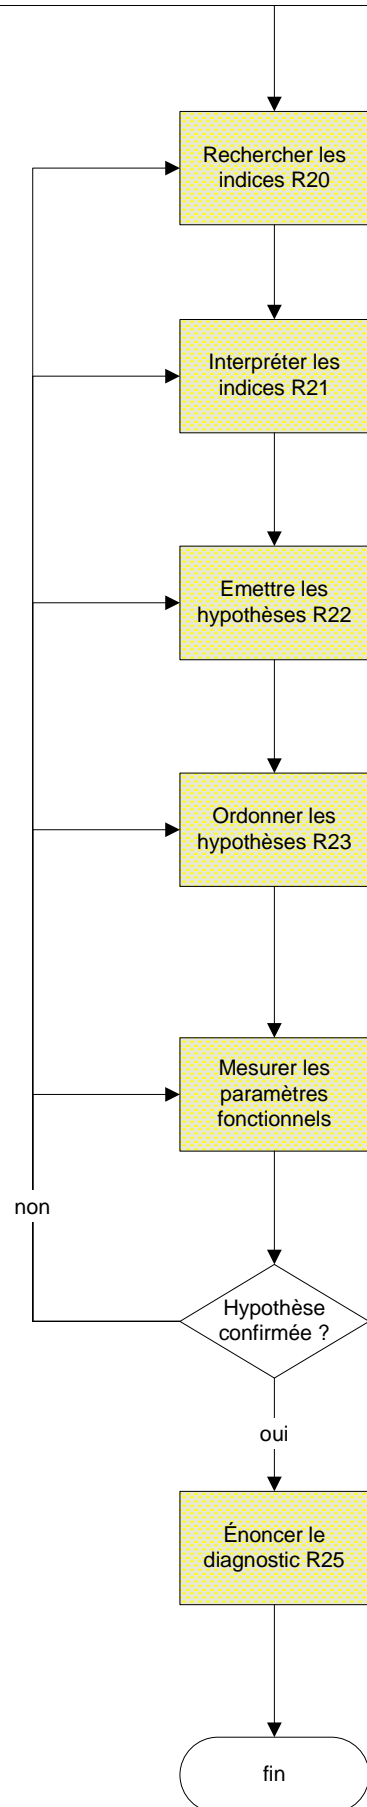 Rechercher les
indices R20
Interpréter les
indices R21
Emettre les
hypothèses R22
Ordonner les
hypothèses R23
Mesurer les
paramètres
fonctionnels
non
Hypothèse
confirmée ?
oui
Énoncer le
diagnostic R25
fin